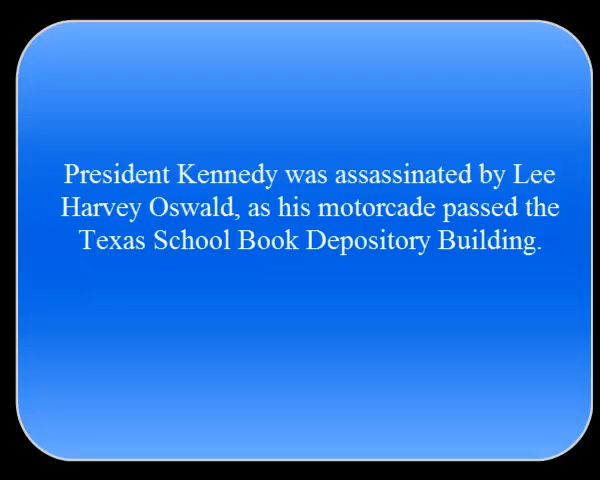 President Kennedy was assassinated by Lee
Harvey Oswald, as his motorcade passed the
Texas School Book Depository Building.